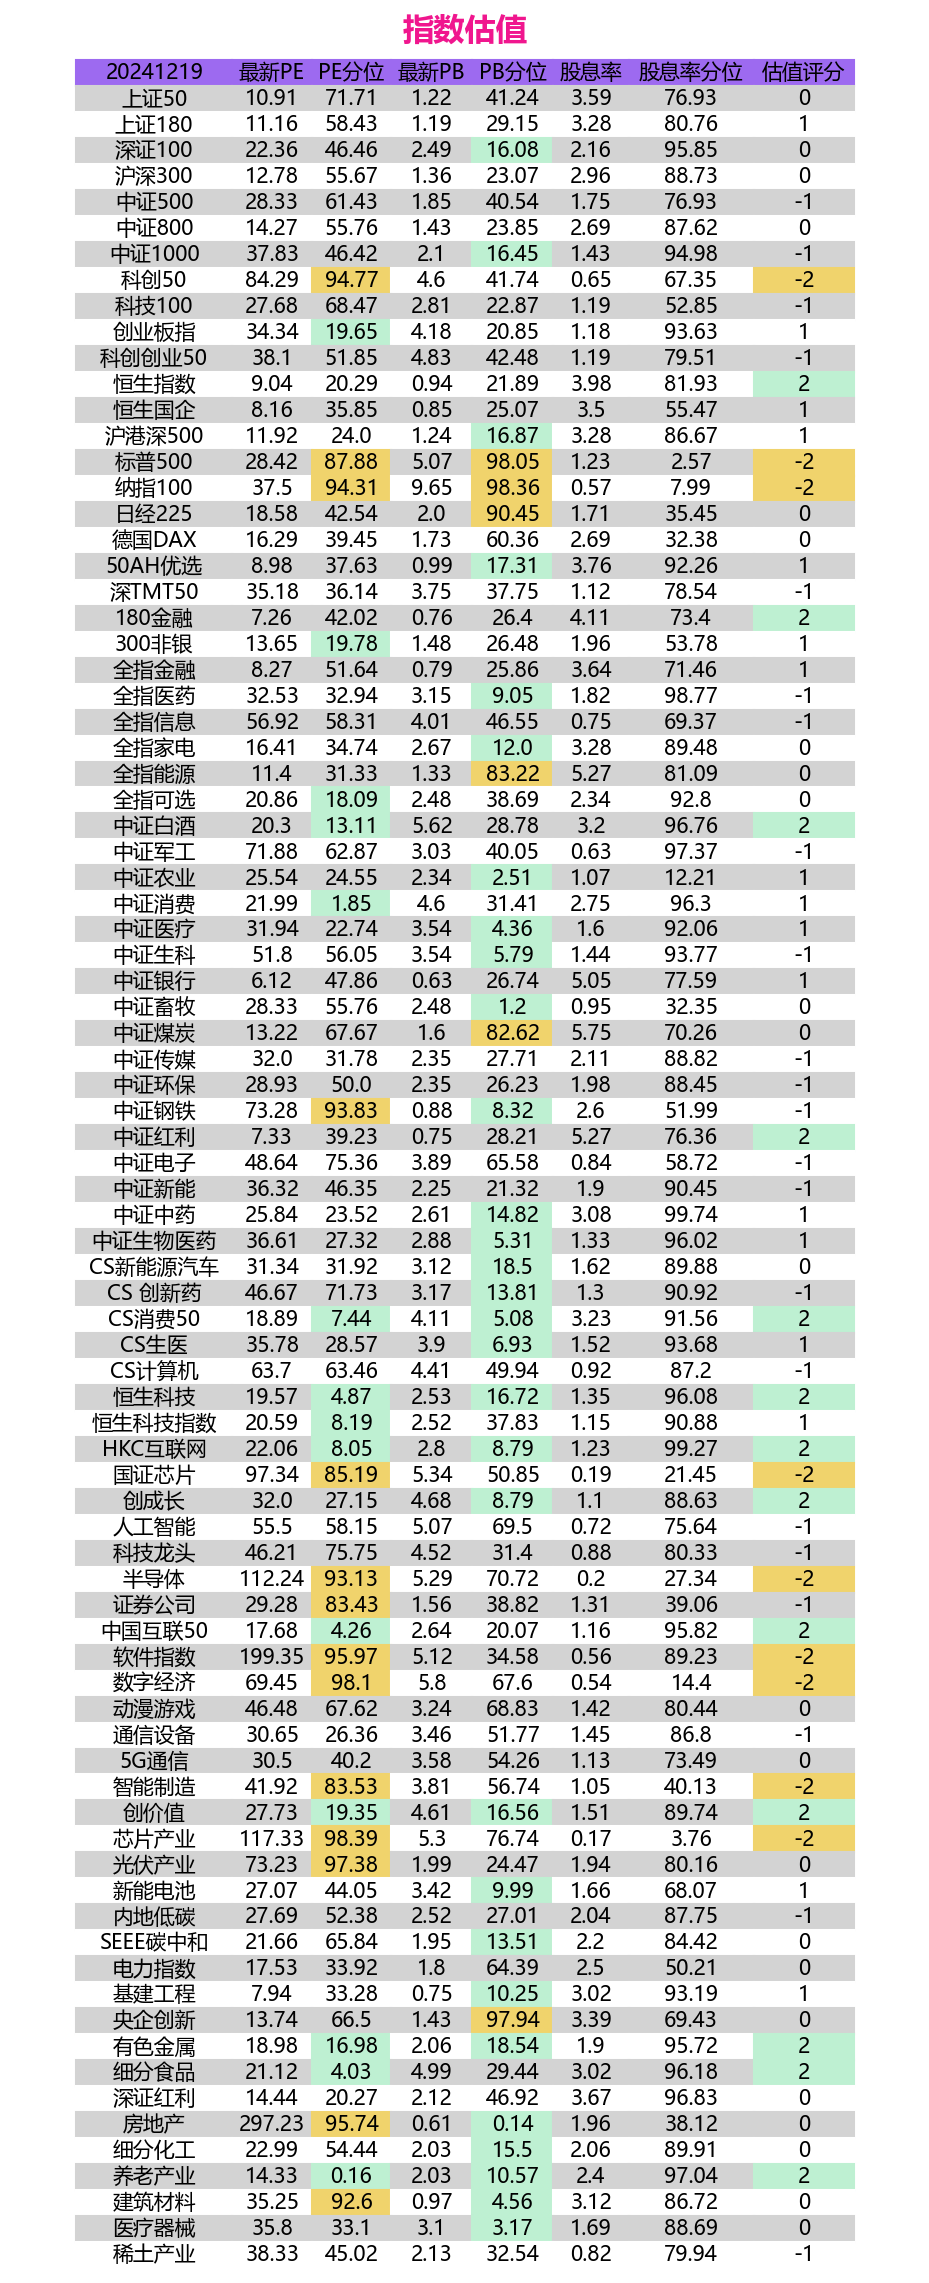 指数估值
20241219 最新PE PE分位 最新PB PB分位 股息率 股息率分位 估值评分
上证50 10.91 71.71 1.22 41.24 3.59 76.93 0
上证180 11.16 58.43 1.19 29.15 3.28 80.76 1
深证100 22.36 46.46 2.49 16.08 2.16 95.85 0
沪深300 12.78 55.67 1.36 23.07 2.96 88.73 0
中证500 28.33 61.43 1.85 40.54 1.75 76.93 -1
中证800 14.27 55.76 1.43 23.85 2.69 87.62 0
中证1000 37.83 46.42 2.1 16.45 1.43 94.98 -1
科创50 84.29 94.77 4.6 41.74 0.65 67.35 -2
科技100 27.68 68.47 2.81 22.87 1.19 52.85 -1
创业板指 34.34 19.65 4.18 20.85 1.18 93.63 1
科创创业50 38.1 51.85 4.83 42.48 1.19 79.51 -1
恒生指数 9.04 20.29 0.94 21.89 3.98 81.93 2
恒生国企 8.16 35.85 0.85 25.07 3.5 55.47 1
沪港深500 11.92 24.0 1.24 16.87 3.28 86.67 1
标普500 28.42 87.88 5.07 98.05 1.23 2.57 -2
纳指100 37.5 94.31 9.65 98.36 0.57 7.99 -2
日经225 18.58 42.54 2.0 90.45 1.71 35.45 0
德国DAX 16.29 39.45 1.73 60.36 2.69 32.38 0
50AH优选 8.98 37.63 0.99 17.31 3.76 92.26 1
深TMT50 35.18 36.14 3.75 37.75 1.12 78.54 -1
180金融 7.26 42.02 0.76 26.4 4.11 73.4 2
300非银 13.65 19.78 1.48 26.48 1.96 53.78 1
全指金融 8.27 51.64 0.79 25.86 3.64 71.46 1
全指医药 32.53 32.94 3.15 9.05 1.82 98.77 -1
全指信息 56.92 58.31 4.01 46.55 0.75 69.37 -1
全指家电 16.41 34.74 2.67 12.0 3.28 89.48 0
全指能源 11.4 31.33 1.33 83.22 5.27 81.09 0
全指可选 20.86 18.09 2.48 38.69 2.34 92.8 0
中证白酒 20.3 13.11 5.62 28.78 3.2 96.76 2
中证军工 71.88 62.87 3.03 40.05 0.63 97.37 -1
中证农业 25.54 24.55 2.34 2.51 1.07 12.21 1
中证消费 21.99 1.85 4.6 31.41 2.75 96.3 1
中证医疗 31.94 22.74 3.54 4.36 1.6 92.06 1
中证生科 51.8 56.05 3.54 5.79 1.44 93.77 -1
中证银行 6.12 47.86 0.63 26.74 5.05 77.59 1
中证畜牧 28.33 55.76 2.48 1.2 0.95 32.35 0
中证煤炭 13.22 67.67 1.6 82.62 5.75 70.26 0
中证传媒 32.0 31.78 2.35 27.71 2.11 88.82 -1
中证环保 28.93 50.0 2.35 26.23 1.98 88.45 -1
中证钢铁 73.28 93.83 0.88 8.32 2.6 51.99 -1
中证红利 7.33 39.23 0.75 28.21 5.27 76.36 2
中证电子 48.64 75.36 3.89 65.58 0.84 58.72 -1
中证新能 36.32 46.35 2.25 21.32 1.9 90.45 -1
中证中药 25.84 23.52 2.61 14.82 3.08 99.74 1
中证生物医药 36.61 27.32 2.88 5.31 1.33 96.02 1
CS新能源汽车 31.34 31.92 3.12 18.5 1.62 89.88 0
CS 创新药 46.67 71.73 3.17 13.81 1.3 90.92 -1
CS消费50 18.89 7.44 4.11 5.08 3.23 91.56 2
CS生医 35.78 28.57 3.9 6.93 1.52 93.68 1
CS计算机 63.7 63.46 4.41 49.94 0.92 87.2 -1
恒生科技 19.57 4.87 2.53 16.72 1.35 96.08 2
恒生科技指数 20.59 8.19 2.52 37.83 1.15 90.88 1
HKC互联网 22.06 8.05 2.8 8.79 1.23 99.27 2
国证芯片 97.34 85.19 5.34 50.85 0.19 21.45 -2
创成长 32.0 27.15 4.68 8.79 1.1 88.63 2
人工智能 55.5 58.15 5.07 69.5 0.72 75.64 -1
科技龙头 46.21 75.75 4.52 31.4 0.88 80.33 -1
半导体 112.24 93.13 5.29 70.72 0.2 27.34 -2
证券公司 29.28 83.43 1.56 38.82 1.31 39.06 -1
中国互联50 17.68 4.26 2.64 20.07 1.16 95.82 2
软件指数 199.35 95.97 5.12 34.58 0.56 89.23 -2
数字经济 69.45 98.1 5.8 67.6 0.54 14.4 -2
动漫游戏 46.48 67.62 3.24 68.83 1.42 80.44 0
通信设备 30.65 26.36 3.46 51.77 1.45 86.8 -1
5G通信 30.5 40.2 3.58 54.26 1.13 73.49 0
智能制造 41.92 83.53 3.81 56.74 1.05 40.13 -2
创价值 27.73 19.35 4.61 16.56 1.51 89.74 2
芯片产业 117.33 98.39 5.3 76.74 0.17 3.76 -2
光伏产业 73.23 97.38 1.99 24.47 1.94 80.16 0
新能电池 27.07 44.05 3.42 9.99 1.66 68.07 1
内地低碳 27.69 52.38 2.52 27.01 2.04 87.75 -1
SEEE碳中和 21.66 65.84 1.95 13.51 2.2 84.42 0
电力指数 17.53 33.92 1.8 64.39 2.5 50.21 0
基建工程 7.94 33.28 0.75 10.25 3.02 93.19 1
央企创新 13.74 66.5 1.43 97.94 3.39 69.43 0
有色金属 18.98 16.98 2.06 18.54 1.9 95.72 2
细分食品 21.12 4.03 4.99 29.44 3.02 96.18 2
深证红利 14.44 20.27 2.12 46.92 3.67 96.83 0
房地产 297.23 95.74 0.61 0.14 1.96 38.12 0
细分化工 22.99 54.44 2.03 15.5 2.06 89.91 0
养老产业 14.33 0.16 2.03 10.57 2.4 97.04 2
建筑材料 35.25 92.6 0.97 4.56 3.12 86.72 0
医疗器械 35.8 33.1 3.1 3.17 1.69 88.69 0
稀土产业 38.33 45.02 2.13 32.54 0.82 79.94 -1